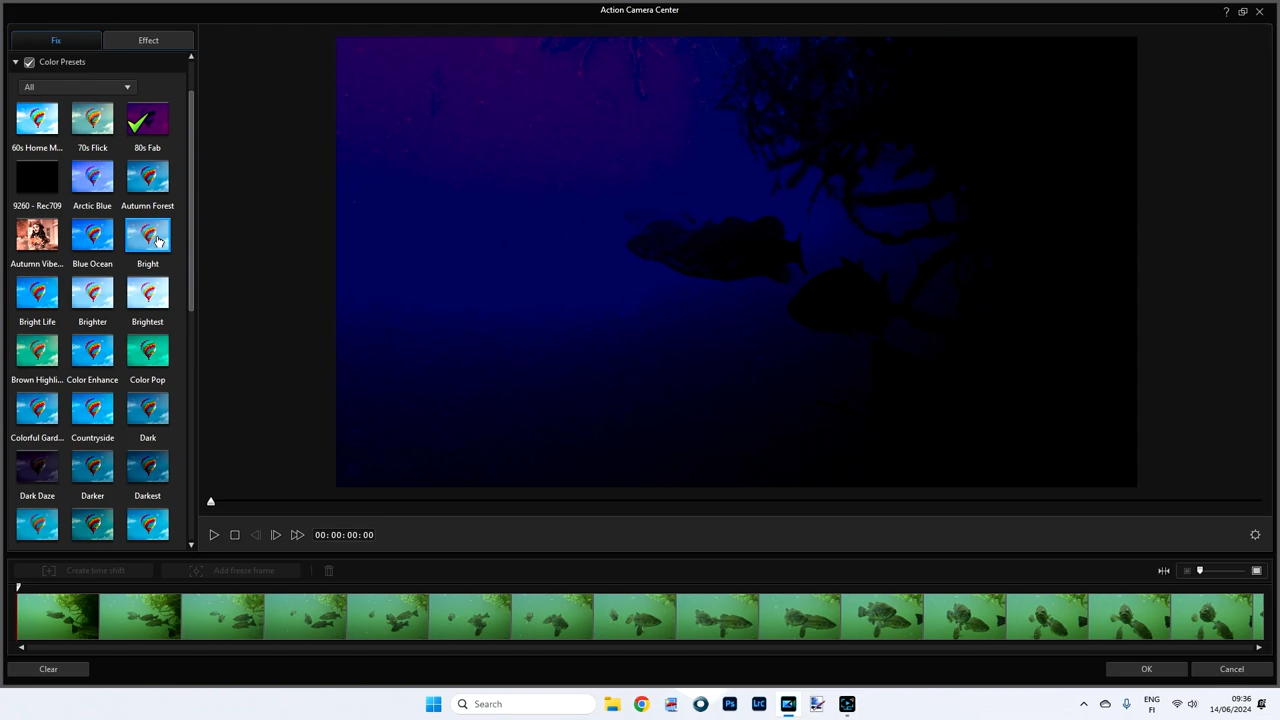 Action Camera Center
?
Fix
Effect
Color Presets
All
60s Home M...
70s Flick
80s Fab
9260 - Rec709
Arctic Blue
Autumn Forest
Autumn Vibe...
Blue Ocean
Bright
Bright Life
Brighter
Brightest
Brown Highli...
Color Enhance
Color Pop
Colorful Gard...
Countryside
Dark
Dark Daze
Darker
Darkest
00:00:00:00
Create time shift
Add freeze frame
Clear
OK
Cancel
Search
Ps
Lrc
ENG
FI
09:36
14/06/2024